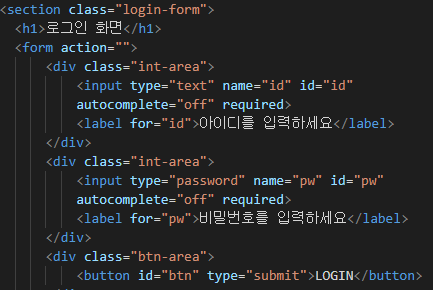 <section class="login-form">
<h1>로그인 화면</h1>
<form action="">
<div class="int-area">
<input type="text" name="id" id="id"
autocomplete="off" required>
<label for="id">아이디를 입력하세요</label>
</div>
<div class="int-area">
<input type="password" name="pw" id="pw"
autocomplete="off" required>
<label for="pw">비밀번호를 입력하세요</label>
</div>
<div class="btn-area">
<button id="btn" type="submit">LOGIN</button>